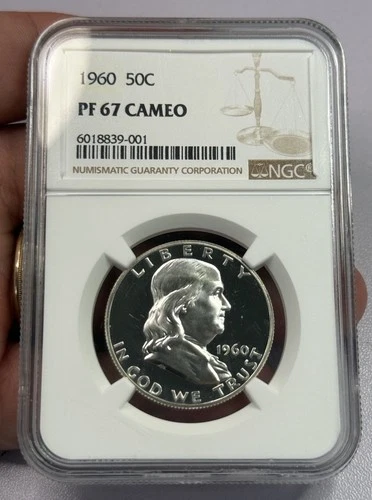 1960 50C
PF 67 CAMEO
6018839-001
NUMISMATIC GUARANTY CORPORATION
NGC
LIBERTY
1960
IN GOD WE TRUST